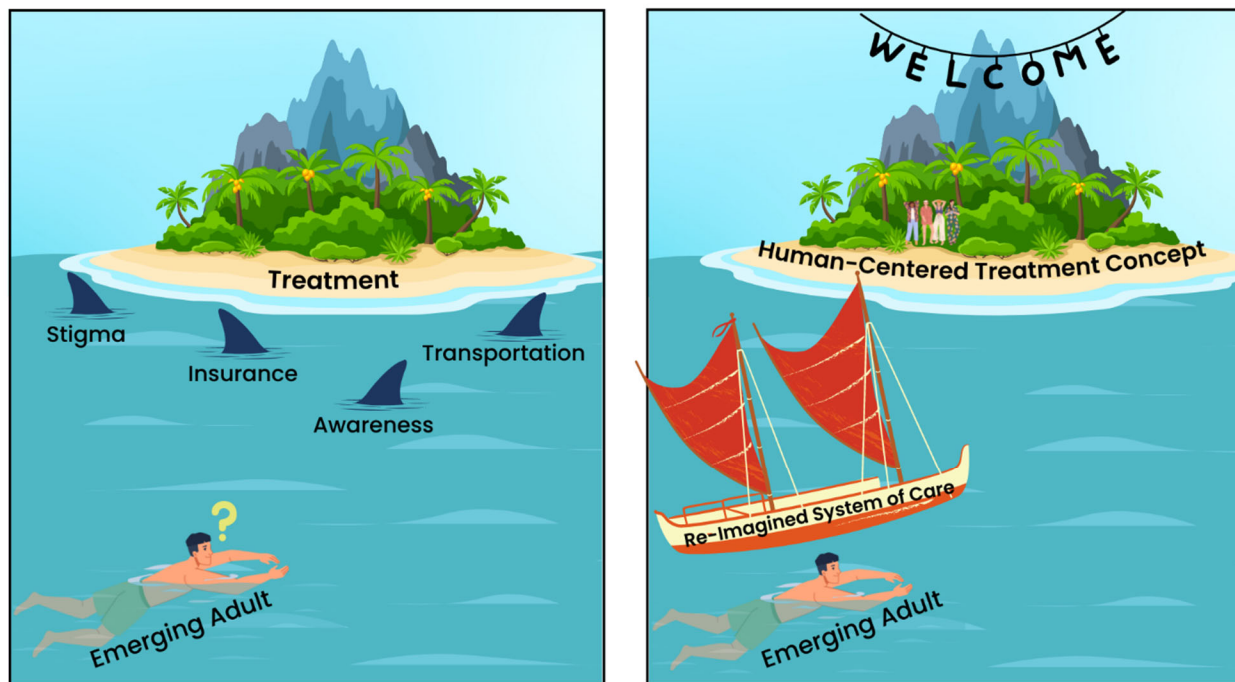 Treatment
Stigma
Insurance
Transportation
Awareness
?
Emerging Adult
WELCOME
Human-Centered Treatment Concept
Re-Imagined System of Care
Emerging Adult